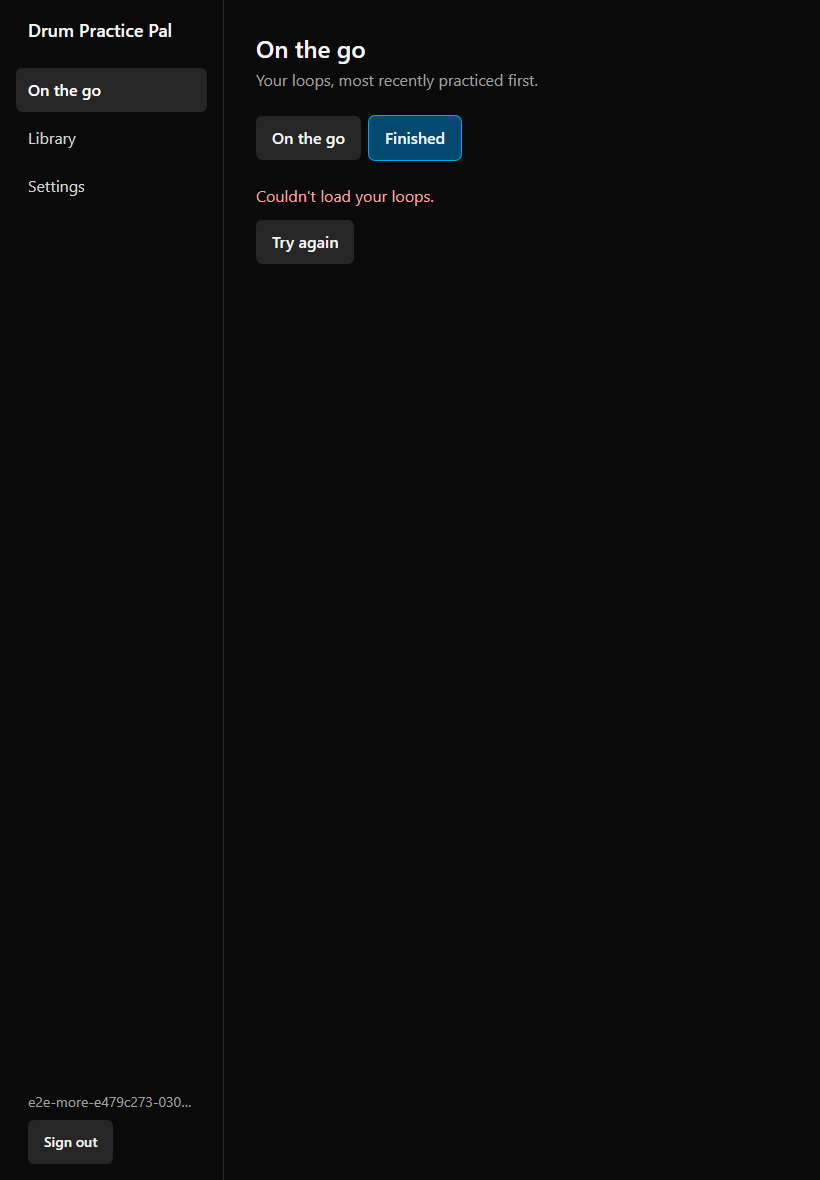 Drum Practice Pal
On the go
Library
Settings
e2e-more-e479c273-030...
Sign out
On the go
Your loops, most recently practiced first.
On the go
Finished
Couldn't load your loops.
Try again